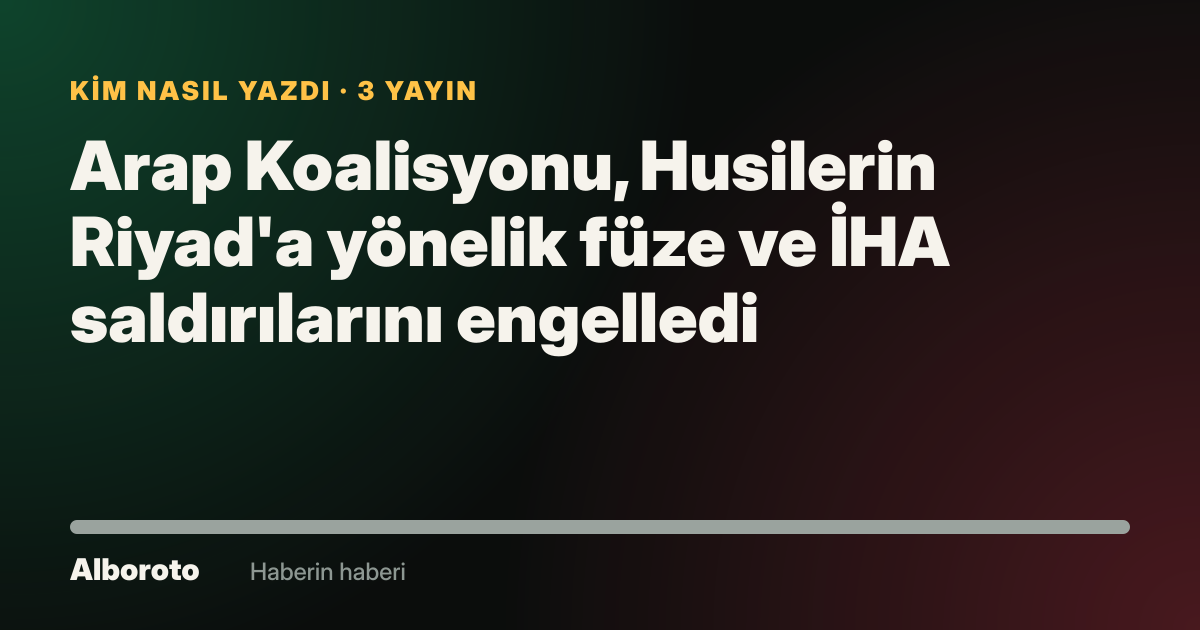 KİM NASIL YAZDI · 3 YAYIN
Arap Koalisyonu, Husilerin
Riyad'a yönelik füze ve İHA
saldırılarını engelledi
Alboroto
Haberin haberi